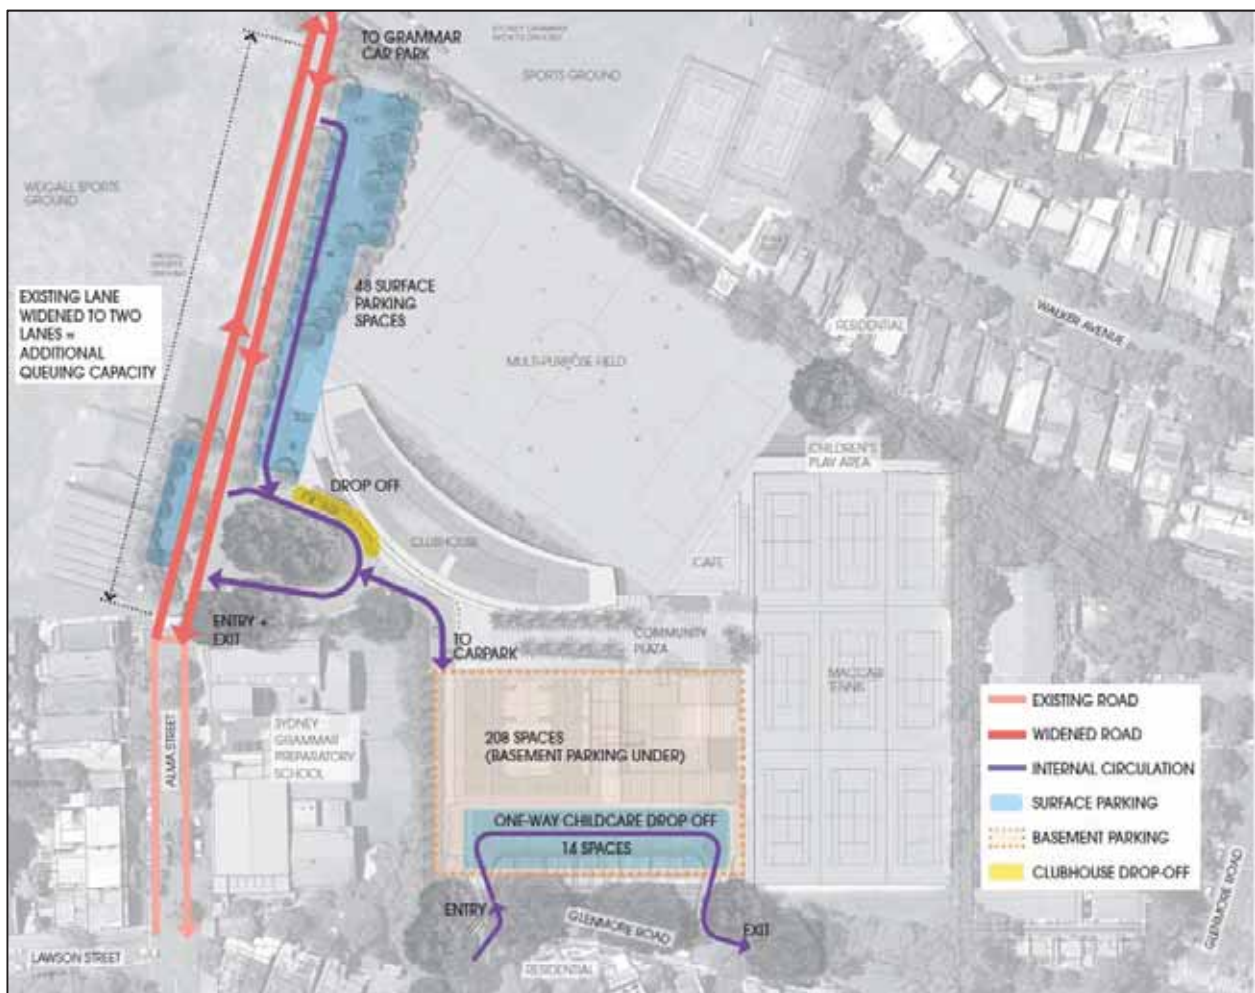 TO GRAMMAR
CAR PARK
SPORTS GROUND
WEIGALL SPORTS
GROUND
EXISTING LANE
WIDENED TO TWO
LANES =
ADDITIONAL
QUEUING CAPACITY
48 SURFACE
PARKING
SPACES
MULTI-PURPOSE FIELD
RESIDENTIAL
WALKER AVENUE
CHILDREN'S
PLAY AREA
DROP OFF
CLUBHOUSE
CAFE
ENTRY +
EXIT
TO
CARPARK
COMMUNITY
PLAZA
MACCABI
TENNIS
ALMA STREET
SYDNEY
GRAMMAR
PREPARATORY
SCHOOL
208 SPACES
(BASEMENT PARKING UNDER)
ONE-WAY CHILDCARE DROP OFF
14 SPACES
ENTRY
GLENMORE ROAD
EXIT
RESIDENTIAL
LAWSON STREET
GLENMORE ROAD
EXISTING ROAD
WIDENED ROAD
INTERNAL CIRCULATION
SURFACE PARKING
BASEMENT PARKING
CLUBHOUSE DROP-OFF